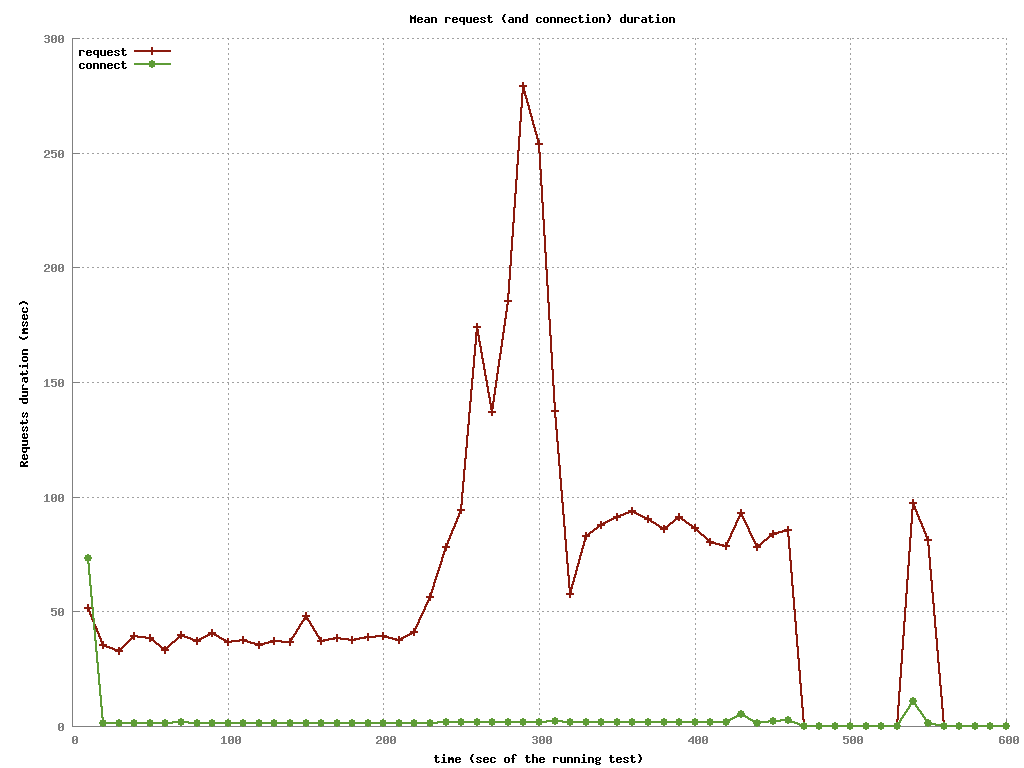 Mean request (and connection) duration
300
request
connect
250
200
Requests duration (msec)
150
100
50
0
0 100 200 300 400 500 600
time (sec of the running test)